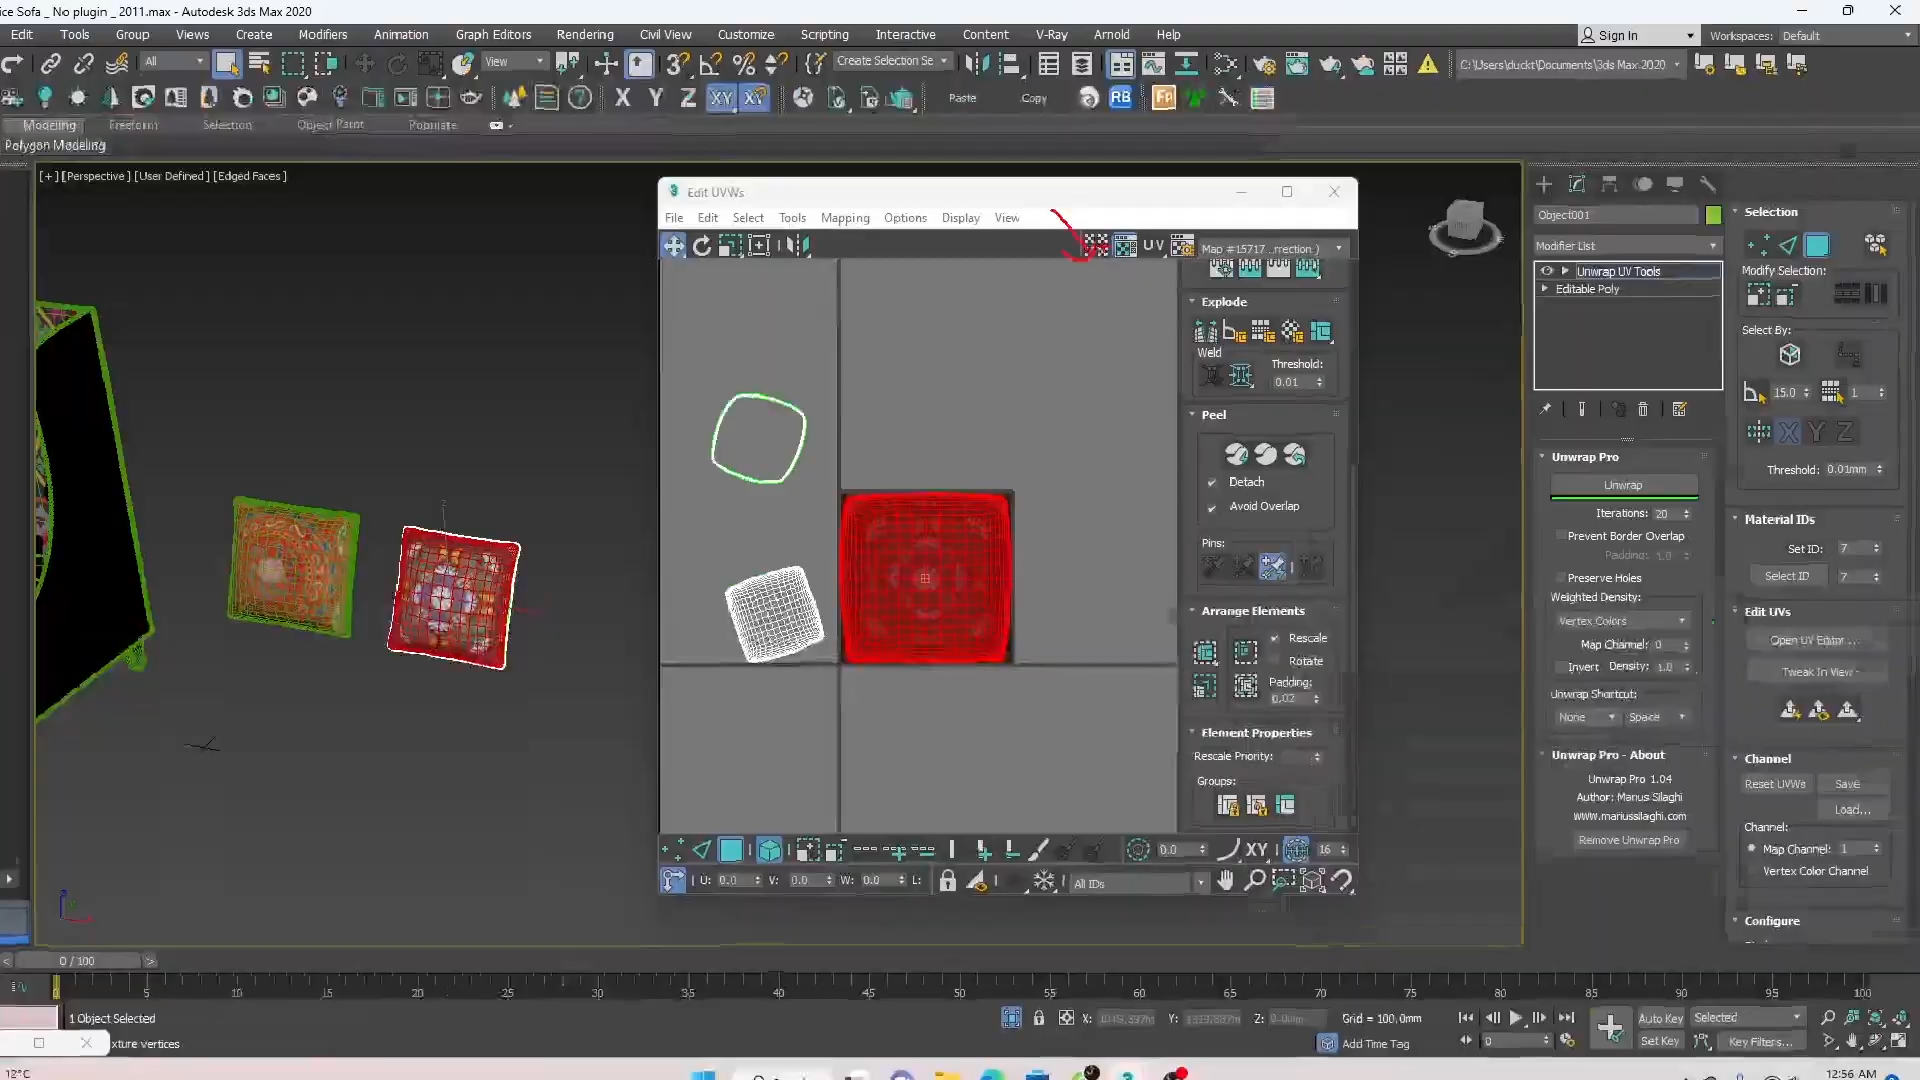 ice Sofa _ No plugin _ 2011.max - Autodesk 3ds Max 2020
Edit Tools Group Views Create Modifiers Animation Graph Editors Rendering Civil View Customize Scripting Interactive Content V-Ray Arnold Help
Sign In Workspaces: Default
All View Create Selection Se C:\Users\duckt\Documents\3ds Max 2020
X Y Z XY XY Paste Copy RB Fp
Modeling Freeform Selection Object Paint Populate
Polygon Modeling
[+] [Perspective ] [User Defined ] [Edged Faces ]
Edit UVWs
File Edit Select Tools Mapping Options Display View
UV Map #15717...rrection )
Explode
Weld
Threshold:
0.01
Peel
Detach
Avoid Overlap
Pins:
Arrange Elements
Rescale
Rotate
Padding:
0.02
Element Properties
Rescale Priority:
Groups:
0.0 XY 16
U: 0.0 V: 0.0 W: 0.0 L: All IDs
Object001
Modifier List
Unwrap UV Tools
Editable Poly
Unwrap Pro
Unwrap
Iterations: 20
Prevent Border Overlap
Padding: 1.0
Preserve Holes
Weighted Density:
Vertex Colors
Map Channel: 0
Invert Density: 1.0
Unwrap Shortcut:
None Space
Unwrap Pro - About
Unwrap Pro 1.04
Author: Marius Silaghi
www.mariussilaghi.com
Remove Unwrap Pro
Selection
Modify Selection:
Select By:
15.0 1
X Y Z
Threshold: 0.01mm
Material IDs
Set ID: 7
Select ID 7
Edit UVs
Open UV Editor ...
Tweak In View
Channel
Reset UVWs Save
Load...
Channel:
Map Channel: 1
Vertex Color Channel
Configure
0 / 100
0 5 10 15 20 25 30 35 40 45 50 55 60 65 70 75 80 85 90 95 100
1 Object Selected X: Y: Z: 0.0mm Grid = 100.0mm Auto Key Selected
xture vertices Add Time Tag 0 Set Key Key Filters...
12°C 12:56 AM